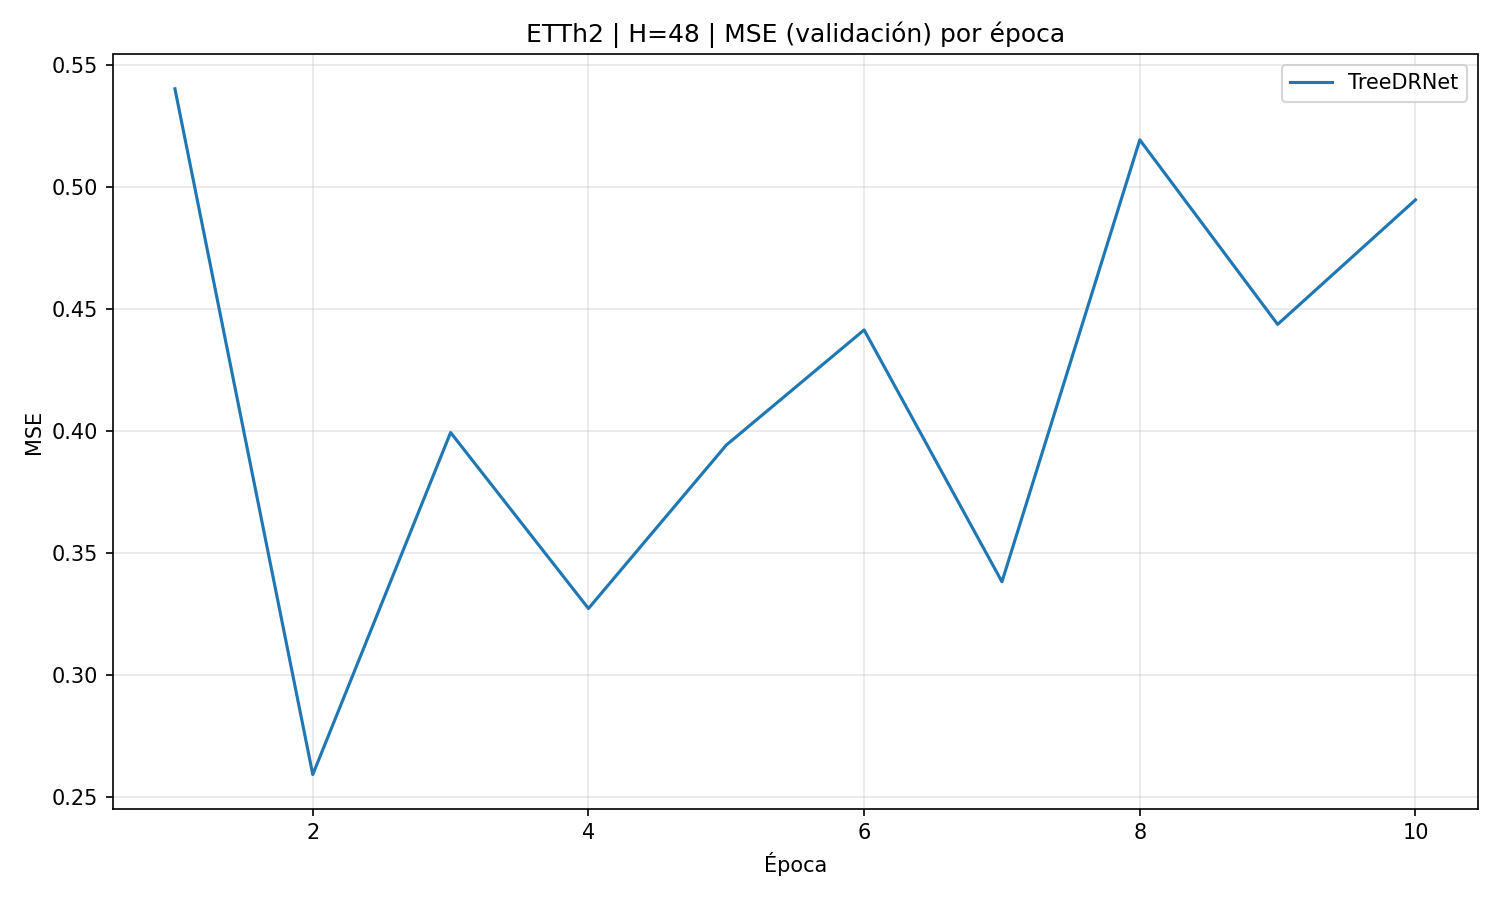 ETTh2 | H=48 | MSE (validación) por época
TreeDRNet
MSE
0.55
0.50
0.45
0.40
0.35
0.30
0.25
2 4 6 8 10
Época